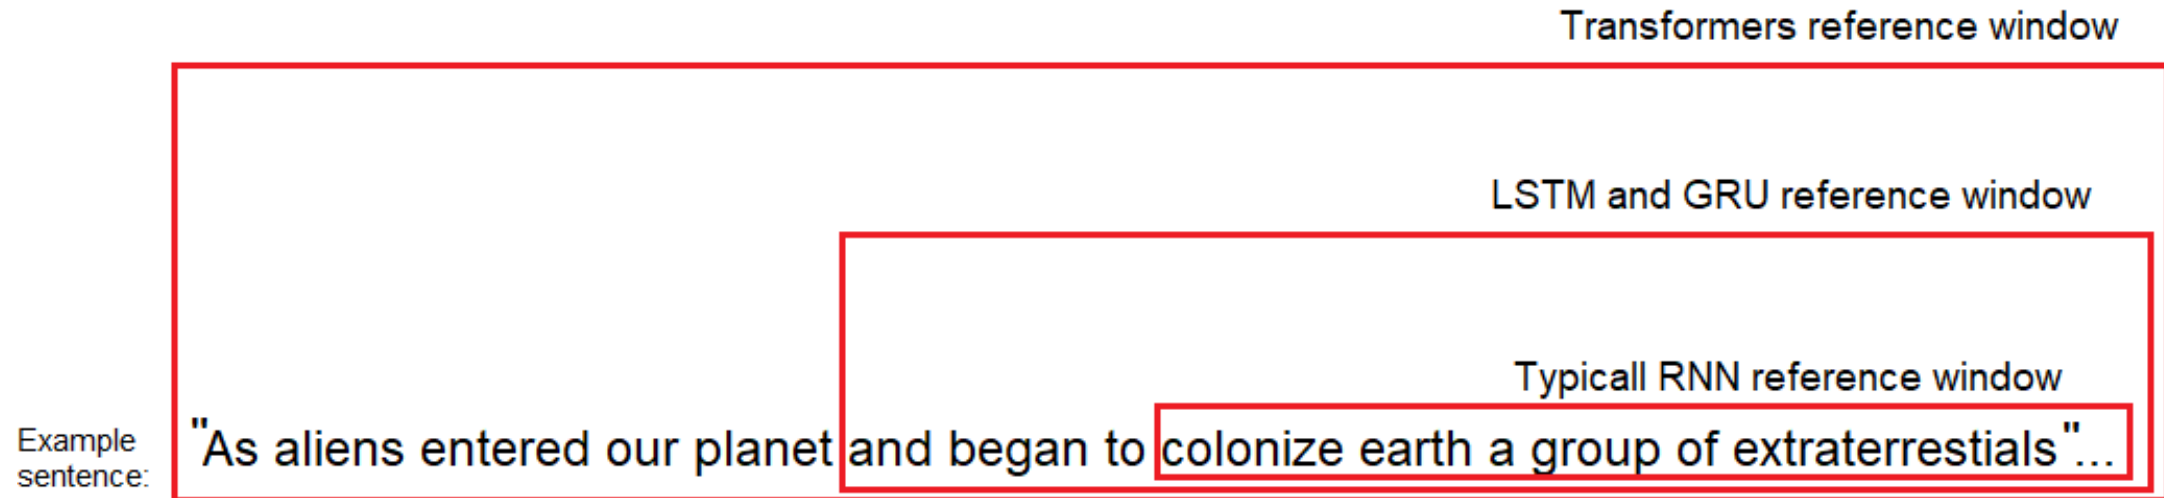 Transformers reference window
LSTM and GRU reference window
Typicall RNN reference window
Example
sentence:
"As aliens entered our planet and began to colonize earth a group of extraterrestials"...